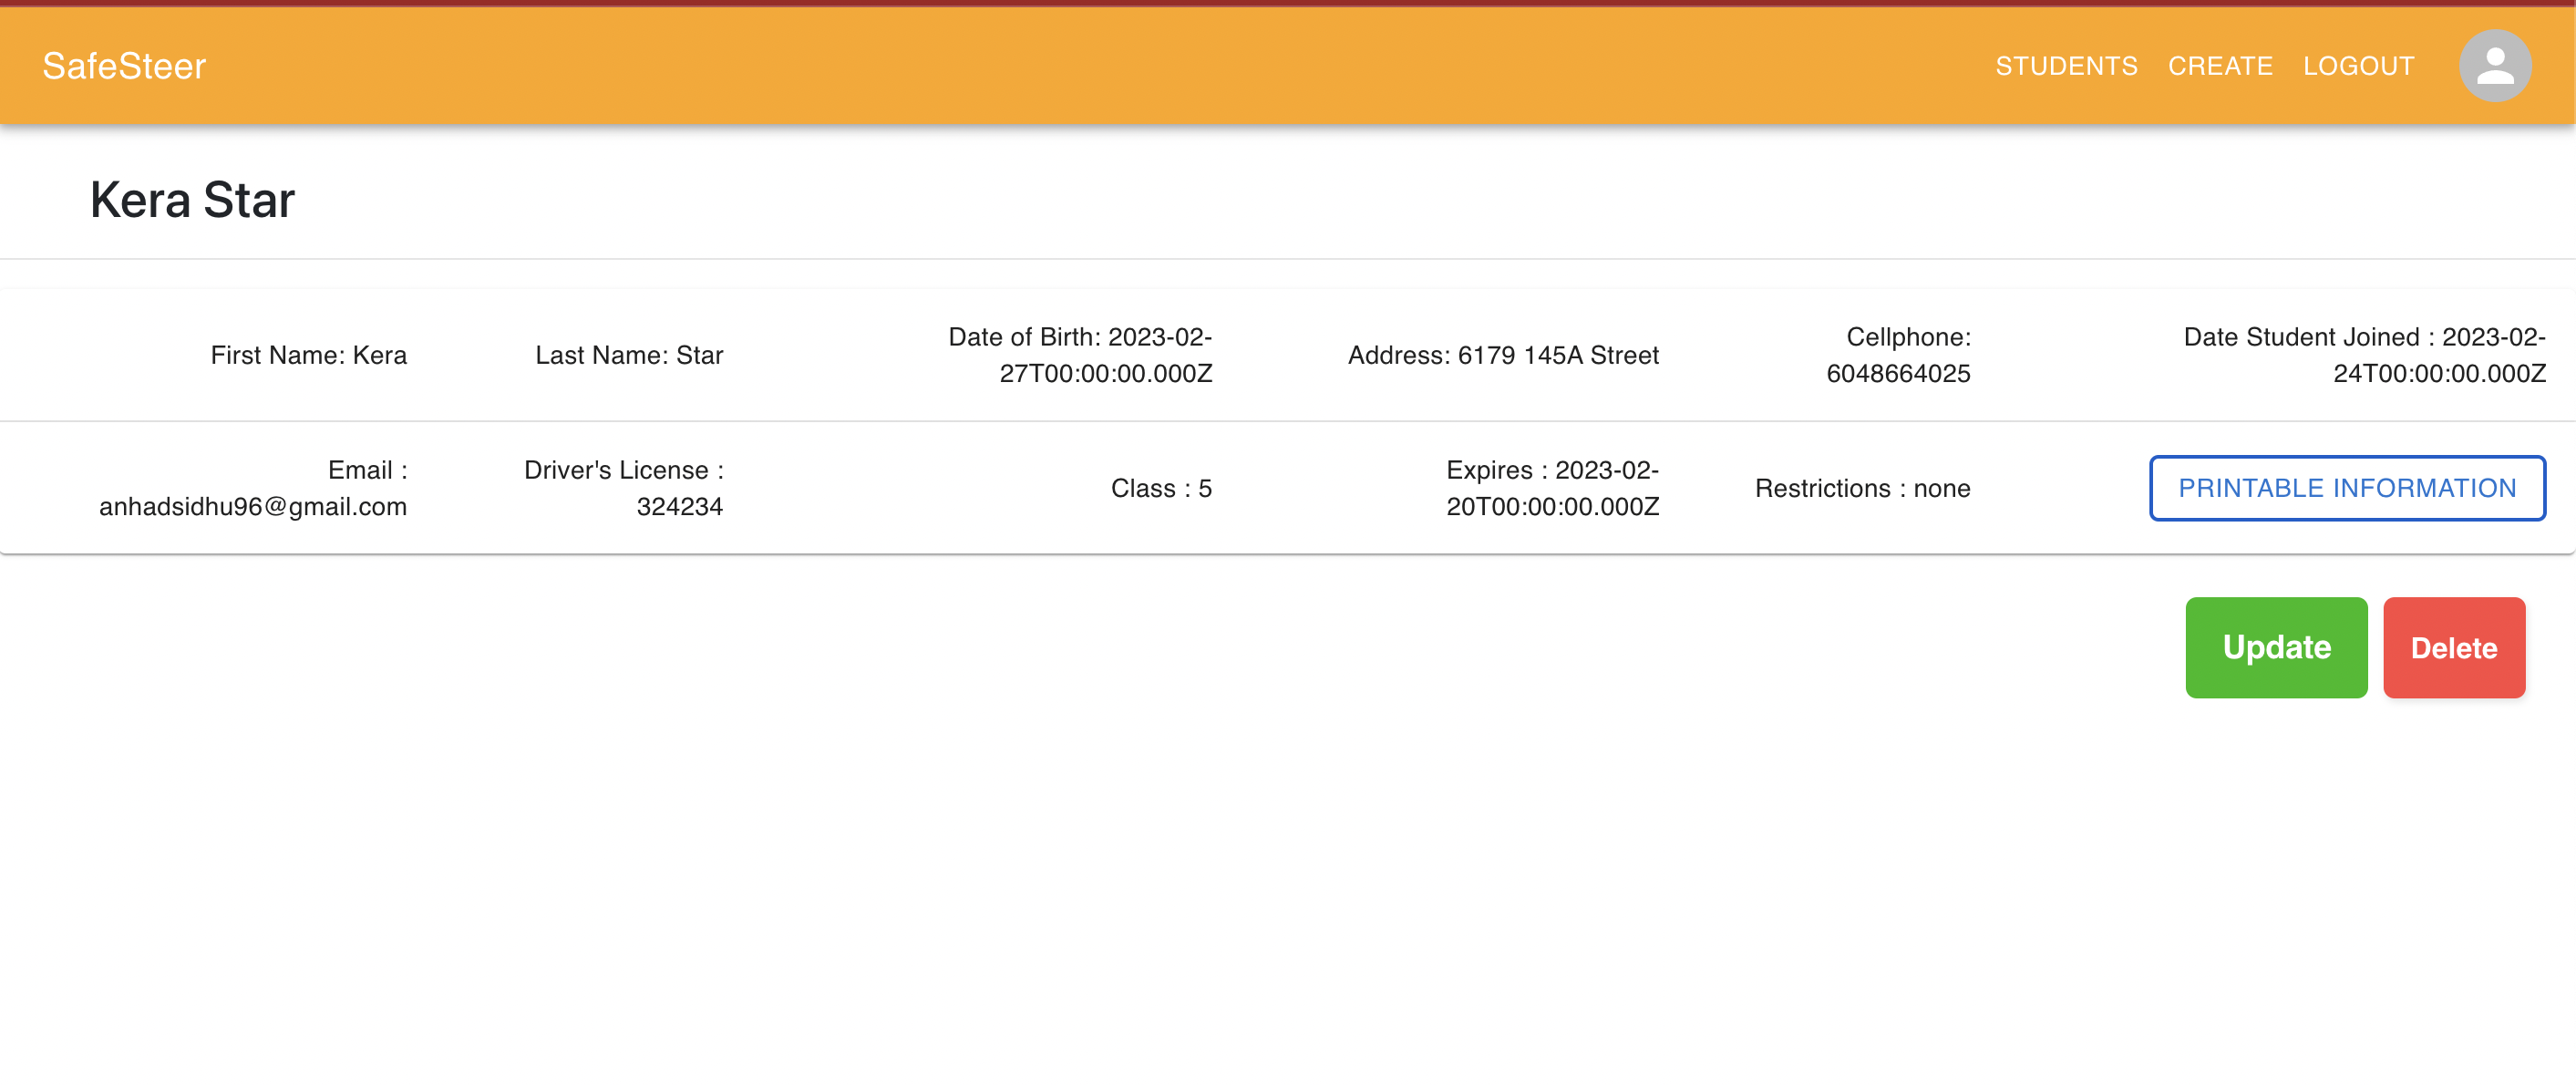 SafeSteer
STUDENTS CREATE LOGOUT
Kera Star
First Name: Kera
Last Name: Star
Date of Birth: 2023-02-
27T00:00:00.000Z
Address: 6179 145A Street
Cellphone:
6048664025
Date Student Joined : 2023-02-
24T00:00:00.000Z
Email :
anhadsidhu96@gmail.com
Driver's License :
324234
Class : 5
Expires : 2023-02-
20T00:00:00.000Z
Restrictions : none
PRINTABLE INFORMATION
Update
Delete